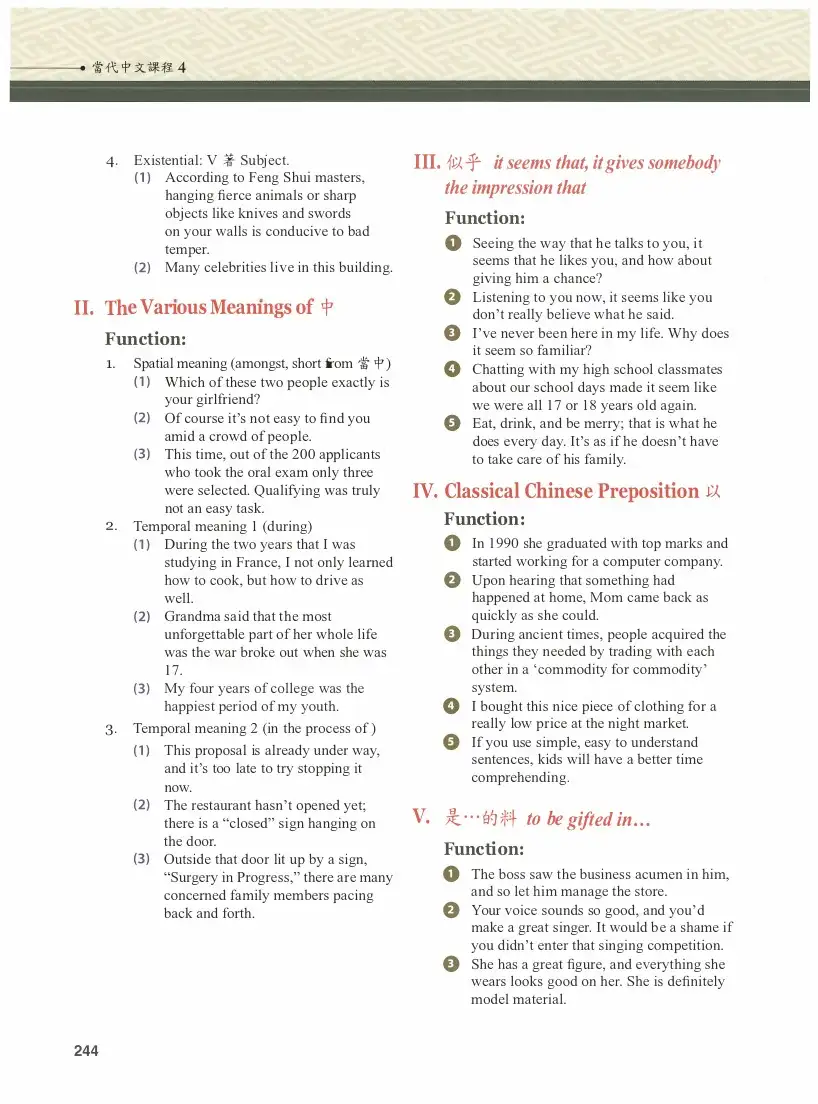 當代中文課程 4
4. Existential: V 著 Subject.
(1) According to Feng Shui masters,
hanging fierce animals or sharp
objects like knives and swords
on your walls is conducive to bad
temper.
(2) Many celebrities live in this building.
II. The Various Meanings of 中
Function:
1. Spatial meaning (amongst, short from 當中)
(1) Which of these two people exactly is
your girlfriend?
(2) Of course it's not easy to find you
amid a crowd of people.
(3) This time, out of the 200 applicants
who took the oral exam only three
were selected. Qualifying was truly
not an easy task.
2. Temporal meaning 1 (during)
(1) During the two years that I was
studying in France, I not only learned
how to cook, but how to drive as
well.
(2) Grandma said that the most
unforgettable part of her whole life
was the war broke out when she was
17.
(3) My four years of college was the
happiest period of my youth.
3. Temporal meaning 2 (in the process of )
(1) This proposal is already under way,
and it's too late to try stopping it
now.
(2) The restaurant hasn't opened yet;
there is a “closed” sign hanging on
the door.
(3) Outside that door lit up by a sign,
“Surgery in Progress,” there are many
concerned family members pacing
back and forth.
III. 似乎 it seems that, it gives somebody
the impression that
Function:
1 Seeing the way that he talks to you, it
seems that he likes you, and how about
giving him a chance?
2 Listening to you now, it seems like you
don't really believe what he said.
3 I've never been here in my life. Why does
it seem so familiar?
4 Chatting with my high school classmates
about our school days made it seem like
we were all 17 or 18 years old again.
5 Eat, drink, and be merry; that is what he
does every day. It's as if he doesn't have
to take care of his family.
IV. Classical Chinese Preposition 以
Function:
1 In 1990 she graduated with top marks and
started working for a computer company.
2 Upon hearing that something had
happened at home, Mom came back as
quickly as she could.
3 During ancient times, people acquired the
things they needed by trading with each
other in a ‘commodity for commodity’
system.
4 I bought this nice piece of clothing for a
really low price at the night market.
5 If you use simple, easy to understand
sentences, kids will have a better time
comprehending.
V. 是…的料 to be gifted in…
Function:
1 The boss saw the business acumen in him,
and so let him manage the store.
2 Your voice sounds so good, and you'd
make a great singer. It would be a shame if
you didn't enter that singing competition.
3 She has a great figure, and everything she
wears looks good on her. She is definitely
model material.
244